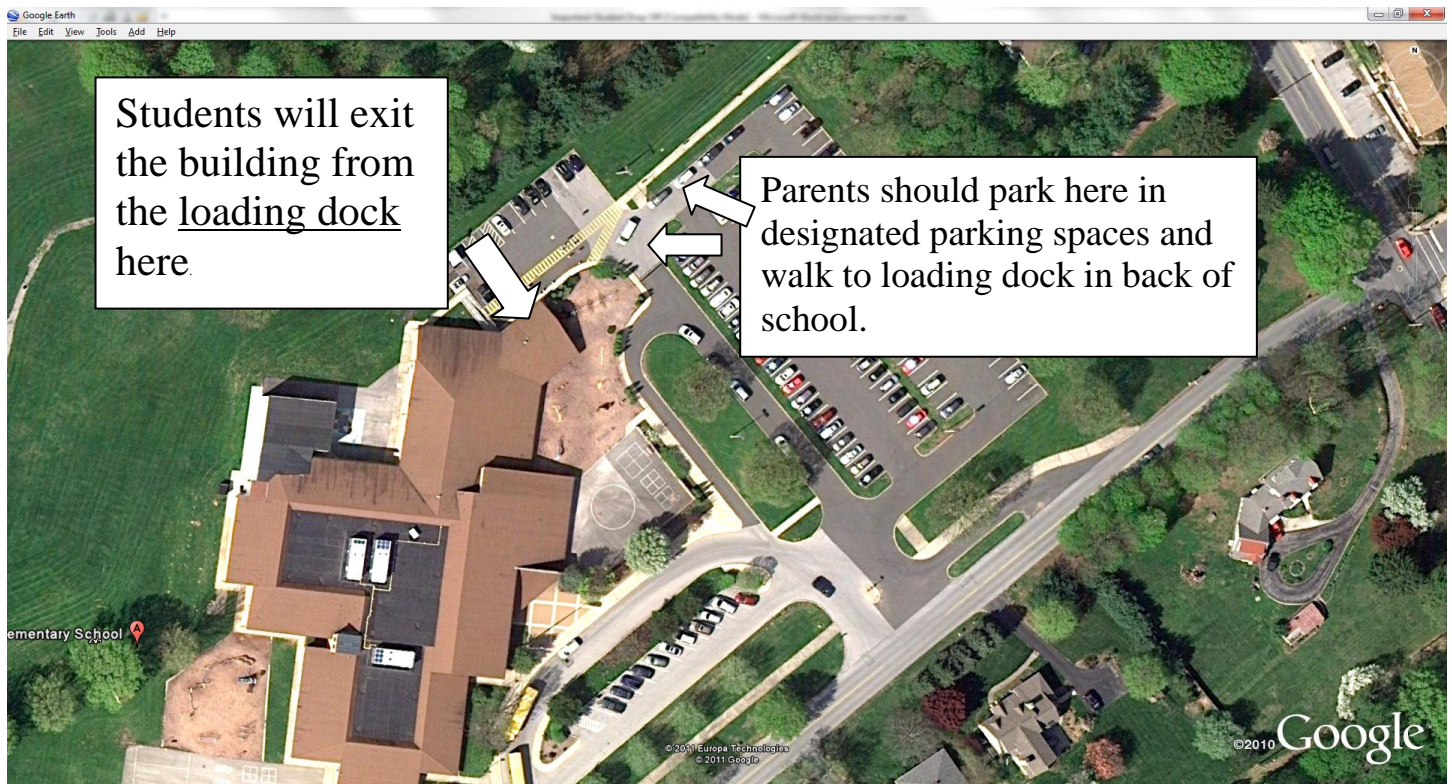 Google Earth
File Edit View Tools Add Help
Students will exit
the building from
the loading dock
here.
Parents should park here in
designated parking spaces and
walk to loading dock in back of
school.
N
ementary School
A
© 2011 Europa Technologies
© 2011 Google
©2010 Google